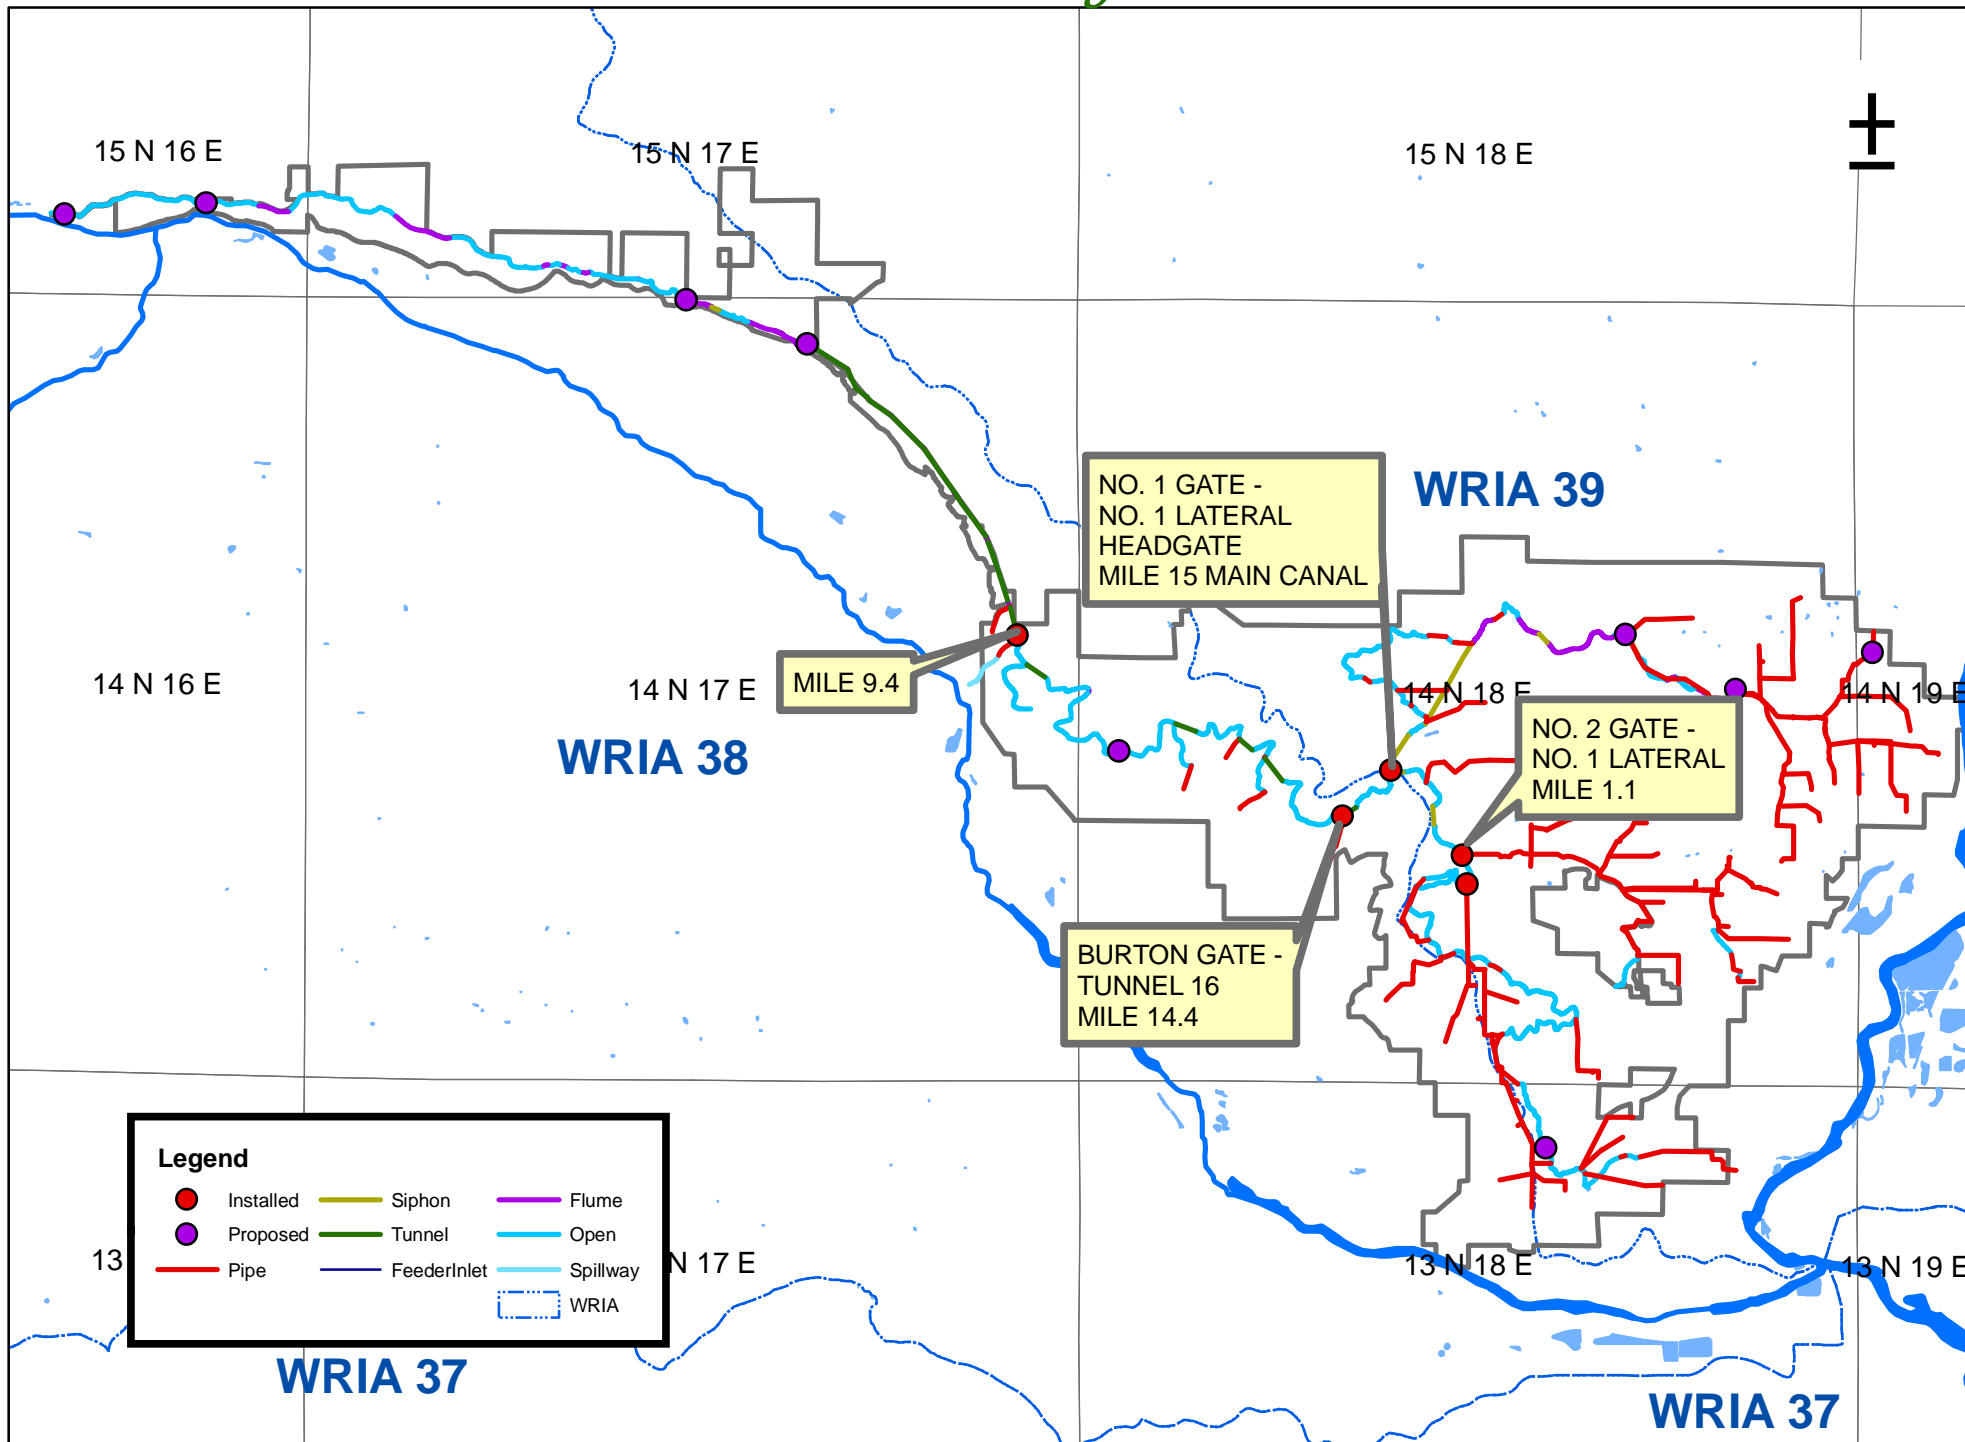 15 N 16 E
15 N 17 E
15 N 18 E
NO. 1 GATE -
NO. 1 LATERAL
HEADGATE
MILE 15 MAIN CANAL
WRIA 39
MILE 9.4
14 N 16 E
14 N 17 E
14 N 18 E
14 N 19 E
NO. 2 GATE -
NO. 1 LATERAL
MILE 1.1
WRIA 38
BURTON GATE -
TUNNEL 16
MILE 14.4
Legend
Installed Siphon Flume
Proposed Tunnel Open
Pipe FeederInlet Spillway
WRIA
13
N 17 E
13 N 18 E
13 N 19 E
WRIA 37
WRIA 37